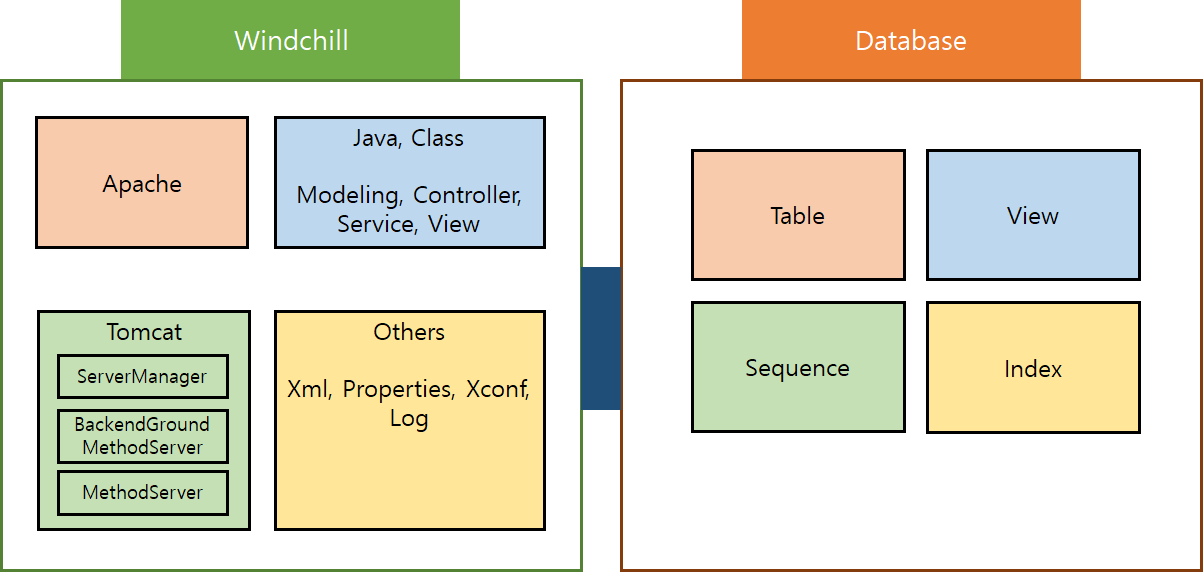 Windchill
Apache
Java, Class
Modeling, Controller,
Service, View
Tomcat
ServerManager
BackendGround
MethodServer
MethodServer
Others
Xml, Properties, Xconf,
Log
Database
Table
View
Sequence
Index